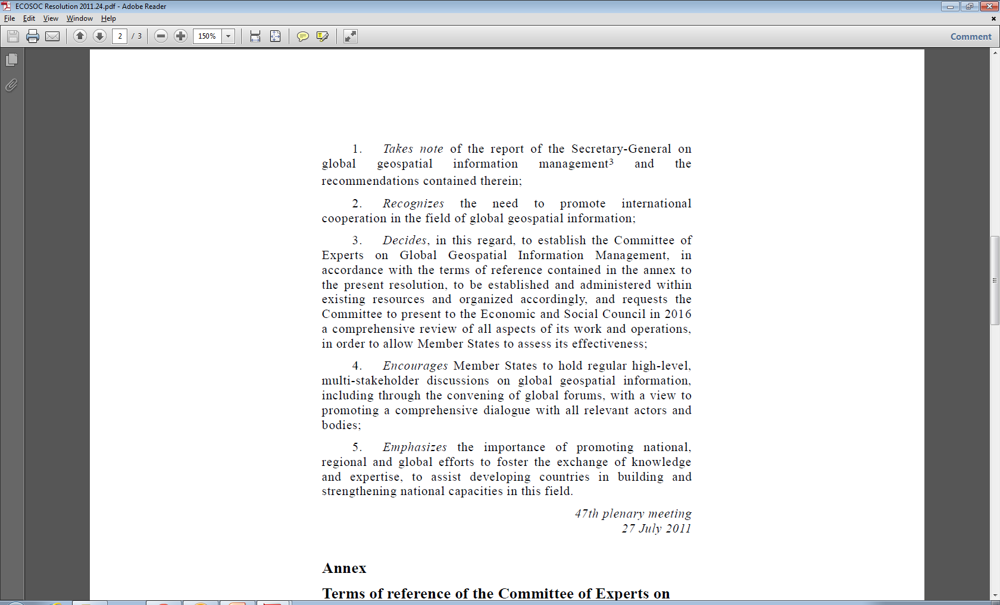 ECOSOC Resolution 2011.24.pdf - Adobe Reader
File Edit View Window Help
2 / 3 150% Comment
1. Takes note of the report of the Secretary-General on
global geospatial information management3 and the
recommendations contained therein;
2. Recognizes the need to promote international
cooperation in the field of global geospatial information;
3. Decides, in this regard, to establish the Committee of
Experts on Global Geospatial Information Management, in
accordance with the terms of reference contained in the annex to
the present resolution, to be established and administered within
existing resources and organized accordingly, and requests the
Committee to present to the Economic and Social Council in 2016
a comprehensive review of all aspects of its work and operations,
in order to allow Member States to assess its effectiveness;
4. Encourages Member States to hold regular high-level,
multi-stakeholder discussions on global geospatial information,
including through the convening of global forums, with a view to
promoting a comprehensive dialogue with all relevant actors and
bodies;
5. Emphasizes the importance of promoting national,
regional and global efforts to foster the exchange of knowledge
and expertise, to assist developing countries in building and
strengthening national capacities in this field.
47th plenary meeting
27 July 2011
Annex
Terms of reference of the Committee of Experts on